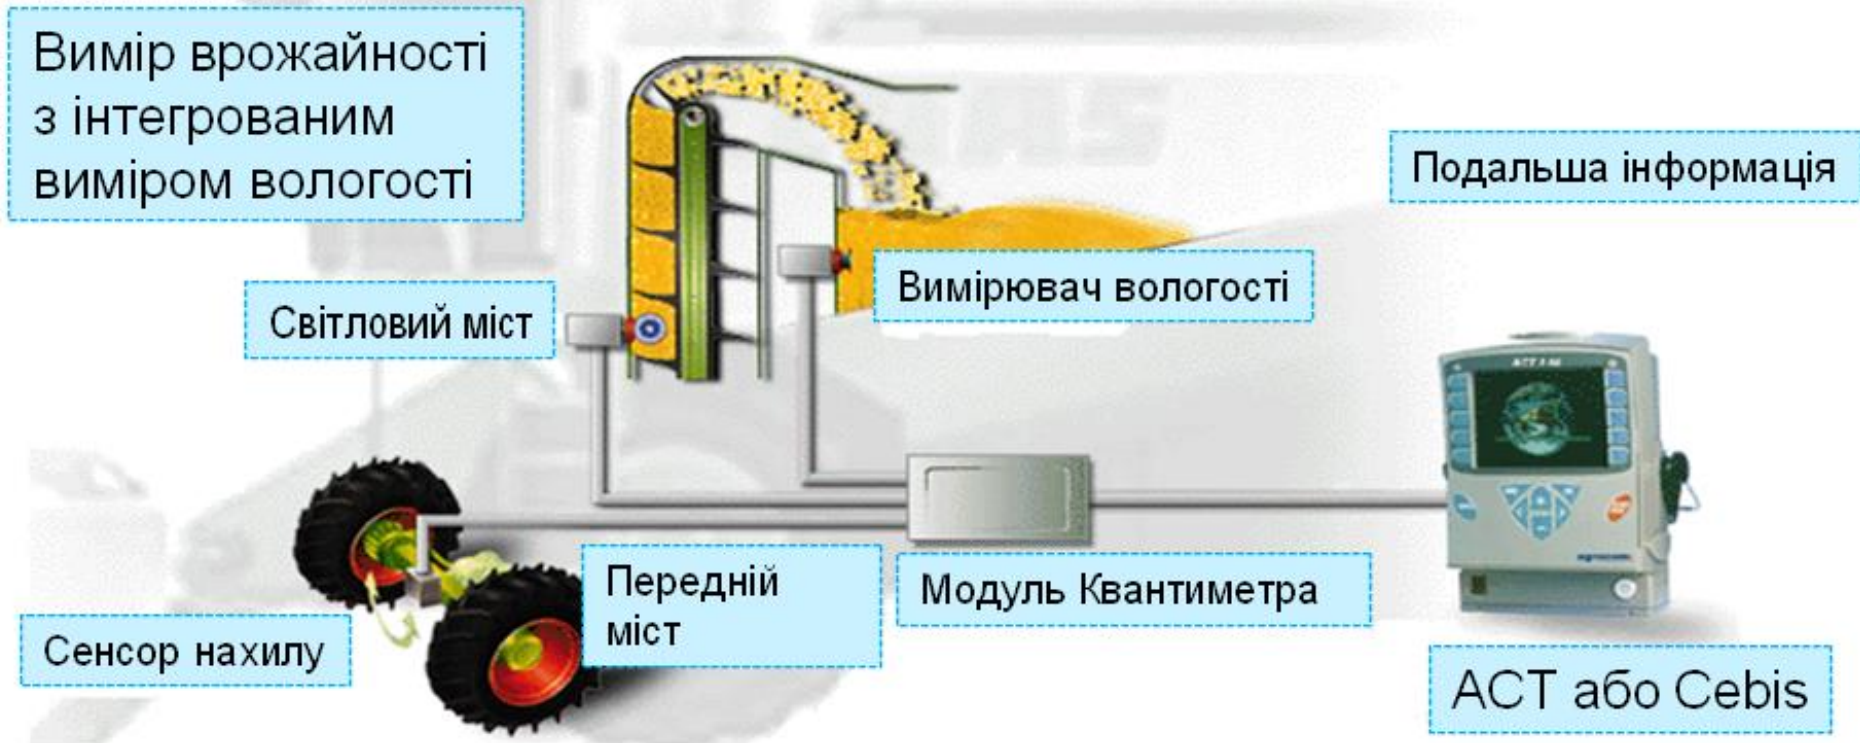 Вимір врожайності
з інтегрованим
виміром вологості
Подальша інформація
Вимірювач вологості
Світловий міст
Передній
міст
Модуль Квантиметра
Сенсор нахилу
АСТ або Cebis